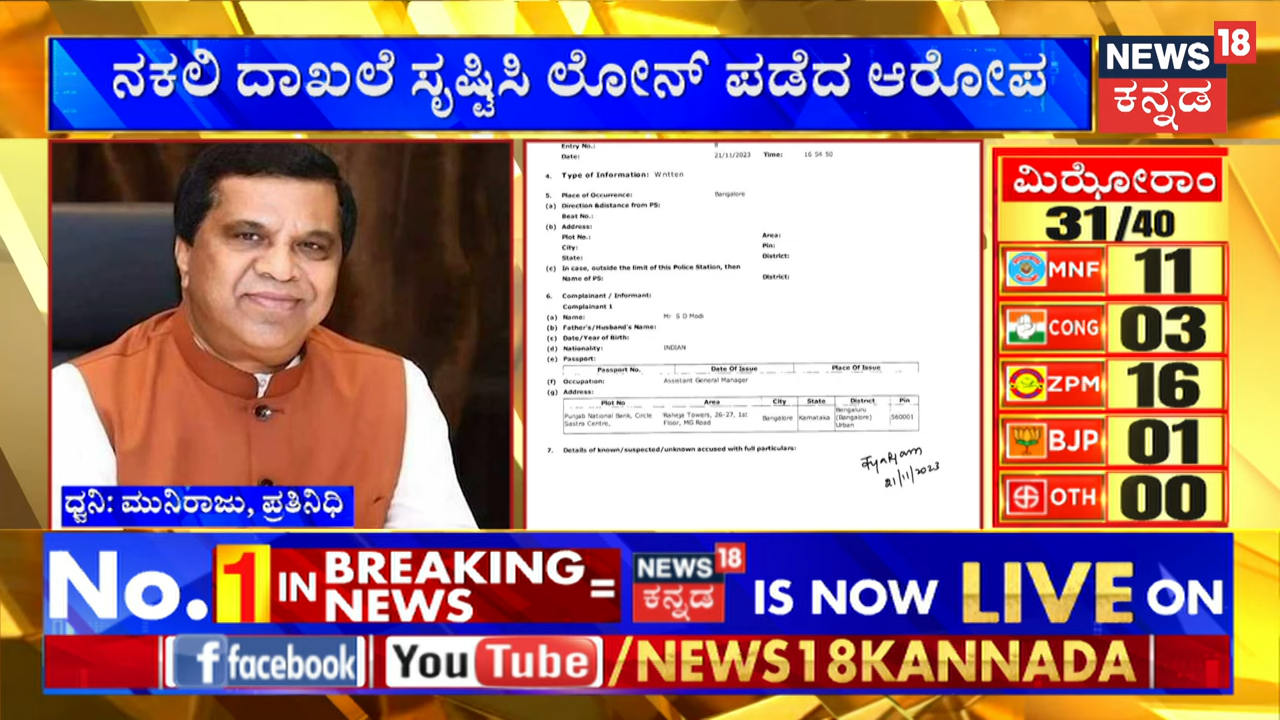 ನಕಲಿ ದಾಖಲೆ ಸೃಷ್ಟಿಸಿ ಲೋನ್ ಪಡೆದ ಆರೋಪ
NEWS 18
ಕನ್ನಡ
Entry No.: 8
Date: 21/11/2023 Time: 16 54 50
4. Type of Information: Written
5. Place of Occurrence: Bangalore
(a) Direction &distance from PS:
Beat No.:
(b) Address:
Plot No.: Area:
City: Pin:
State: District:
(c) In case, outside the limit of this Police Station, then
Name of PS: District:
6. Complainant / Informant:
Complainant 1
(a) Name: Mr S D Modi
(b) Father's/Husband's Name:
(c) Date/Year of Birth:
(d) Nationality: INDIAN
(e) Passport:
Passport No. Date Of Issue Place Of Issue
(f) Occupation: Assistant General Manager
(g) Address:
Plot No Area City State District Pin
Punjab National Bank, Circle Sastra Centre, Raheja Towers, 26-27, 1st Floor, MG Road Bangalore Karnataka Bengaluru (Bangalore) Urban 560001
7. Details of known/suspected/unknown accused with full particulars:
21/11/2023
ಮಿಝೋರಾಂ
31/40
MNF 11
CONG 03
ZPM 16
BJP 01
OTH 00
ಧ್ವನಿ: ಮುನಿರಾಜು, ಪ್ರತಿನಿಧಿ
No. 1 IN BREAKING NEWS = NEWS 18 ಕನ್ನಡ IS NOW LIVE ON
f facebook YouTube /NEWS18KANNADA